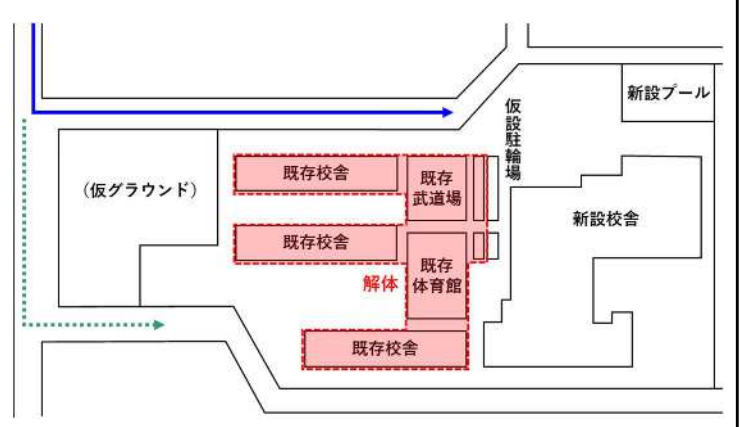 新設プール
仮設駐輪場
既存校舎
既存
武道場
(仮グラウンド)
新設校舎
既存校舎
既存
体育館
解体
既存校舎